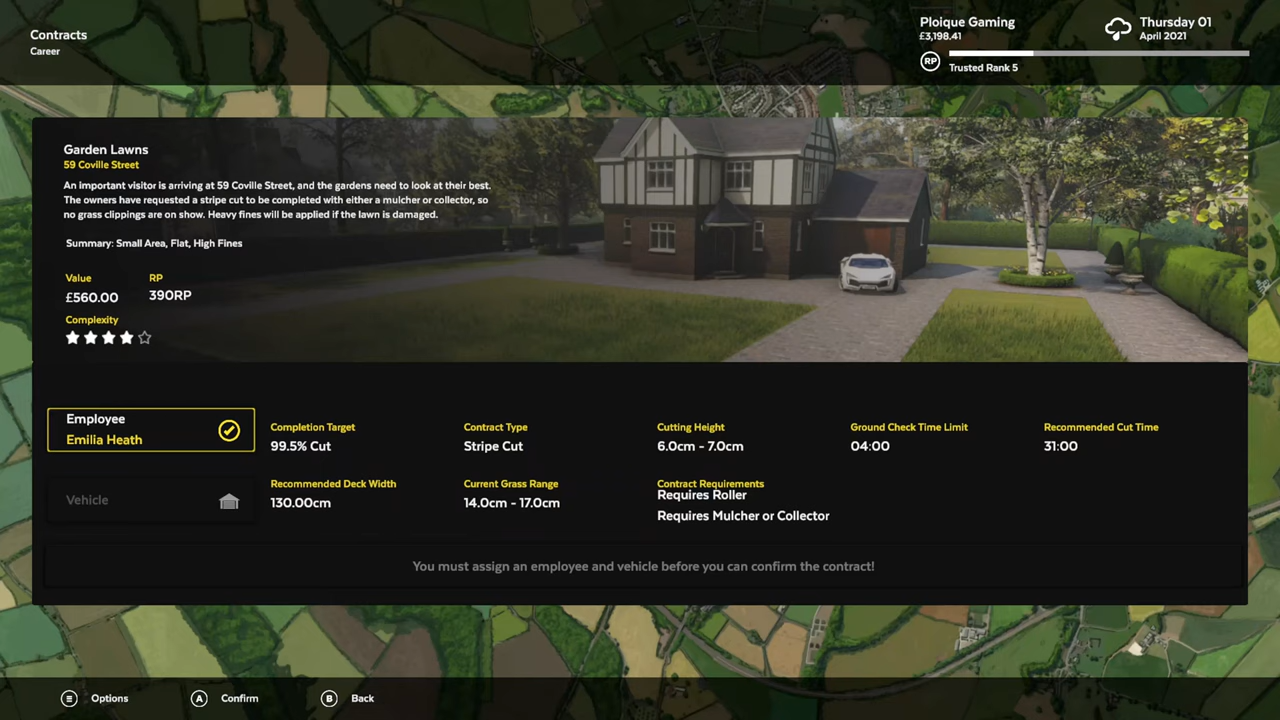 Contracts
Career
Ploique Gaming
£3,198.41
Thursday 01
April 2021
RP
Trusted Rank 5
Garden Lawns
59 Coville Street
An important visitor is arriving at 59 Coville Street, and the gardens need to look at their best.
The owners have requested a stripe cut to be completed with either a mulcher or collector, so
no grass clippings are on show. Heavy fines will be applied if the lawn is damaged.
Summary: Small Area, Flat, High Fines
Value
RP
£560.00
390RP
Complexity
Employee
Emilia Heath
Completion Target
99.5% Cut
Contract Type
Stripe Cut
Cutting Height
6.0cm - 7.0cm
Ground Check Time Limit
04:00
Recommended Cut Time
31:00
Vehicle
Recommended Deck Width
130.00cm
Current Grass Range
14.0cm - 17.0cm
Contract Requirements
Requires Roller
Requires Mulcher or Collector
You must assign an employee and vehicle before you can confirm the contract!
Options
A
Confirm
B
Back